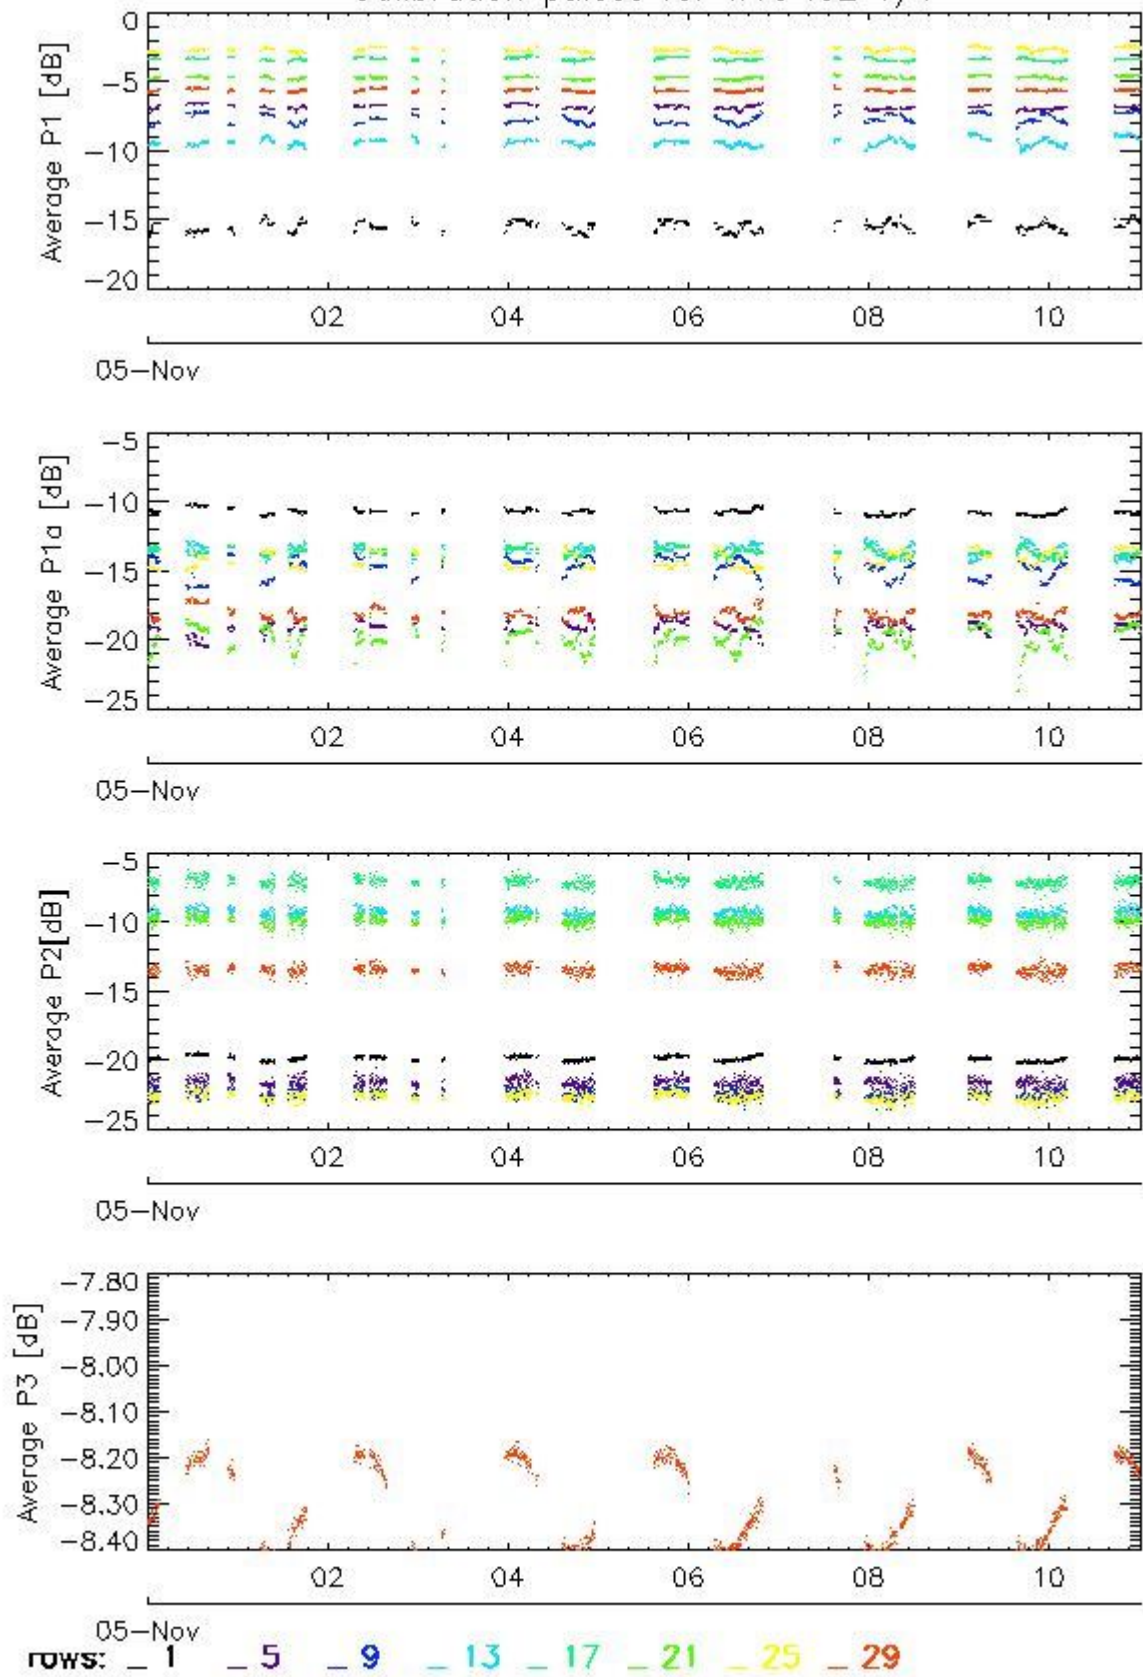 0
Average P1 [dB]
−5
−10
−15
−20
02 04 06 08 10
05−Nov
−5
Average P1a [dB]
−10
−15
−20
−25
02 04 06 08 10
05−Nov
−5
Average P2[dB]
−10
−15
−20
−25
02 04 06 08 10
05−Nov
−7.80
Average P3 [dB]
−7.90
−8.00
−8.10
−8.20
−8.30
−8.40
02 04 06 08 10
05−Nov
rows: _ 1 _ 5 _ 9 _ 13 _ 17 _ 21 _ 25 _ 29